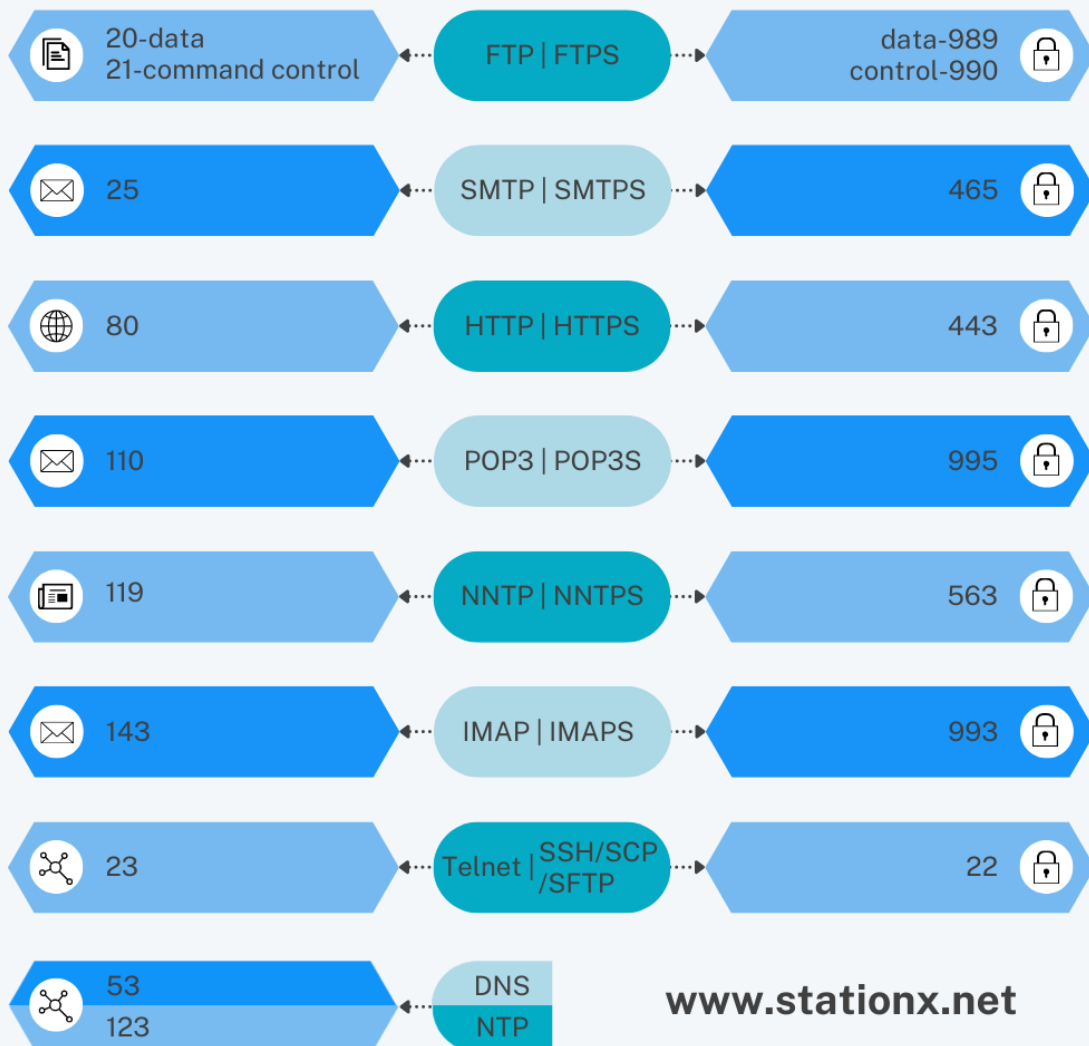 20-data
21-command control
FTP | FTPS
data-989
control-990
25
SMTP | SMTPS
465
80
HTTP | HTTPS
443
110
POP3 | POP3S
995
119
NNTP | NNTPS
563
143
IMAP | IMAPS
993
23
Telnet | SSH/SCP
/SFTP
22
53
DNS
123
NTP
www.stationx.net